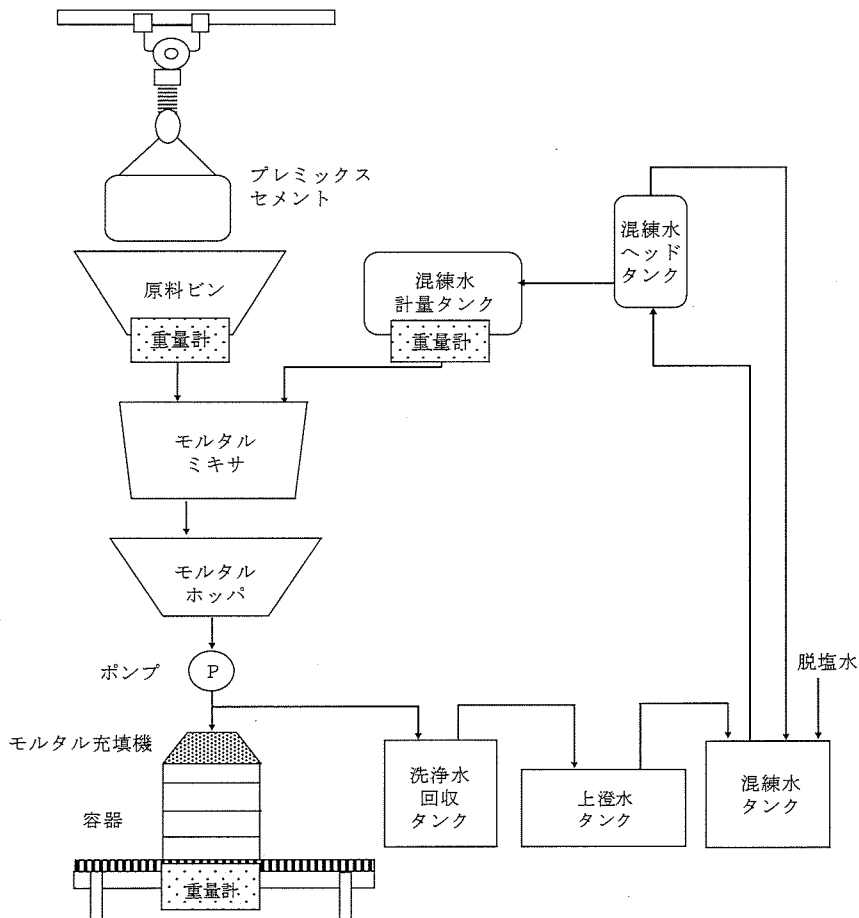 プレミックス
セメント
原料ビン
重量計
混練水
計量タンク
重量計
混練水
ヘッド
タンク
モルタル
ミキサ
モルタル
ホッパ
ポンプ
P
脱塩水
モルタル充填機
洗浄水
回収
タンク
上澄水
タンク
混練水
タンク
容器
重量計